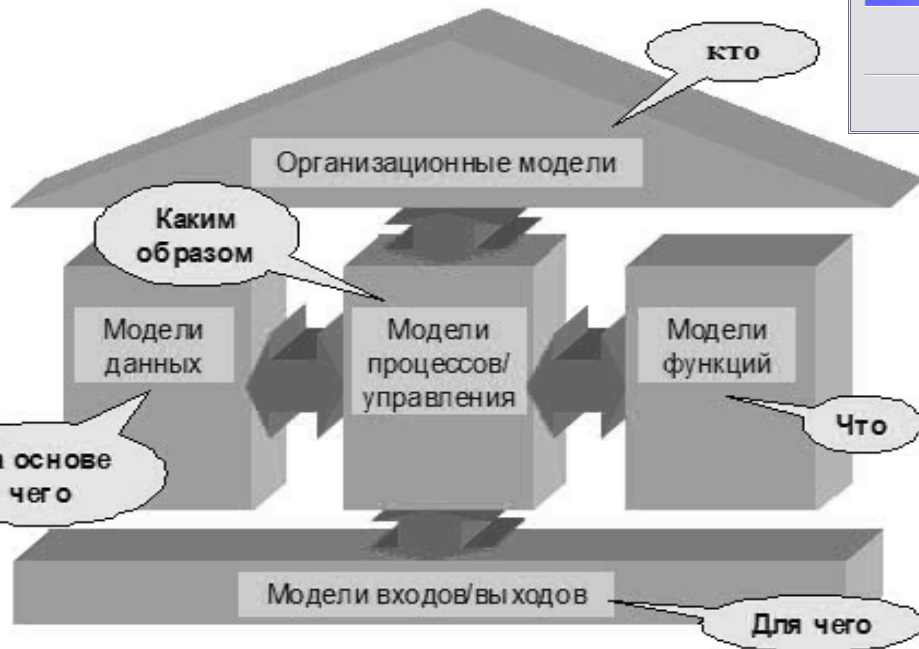 кто
Организационные модели
Каким
образом
Модели
данных
Модели
процессов/
управления
Модели
функций
Что
основе
чего
Модели входов/выходов
Для чего